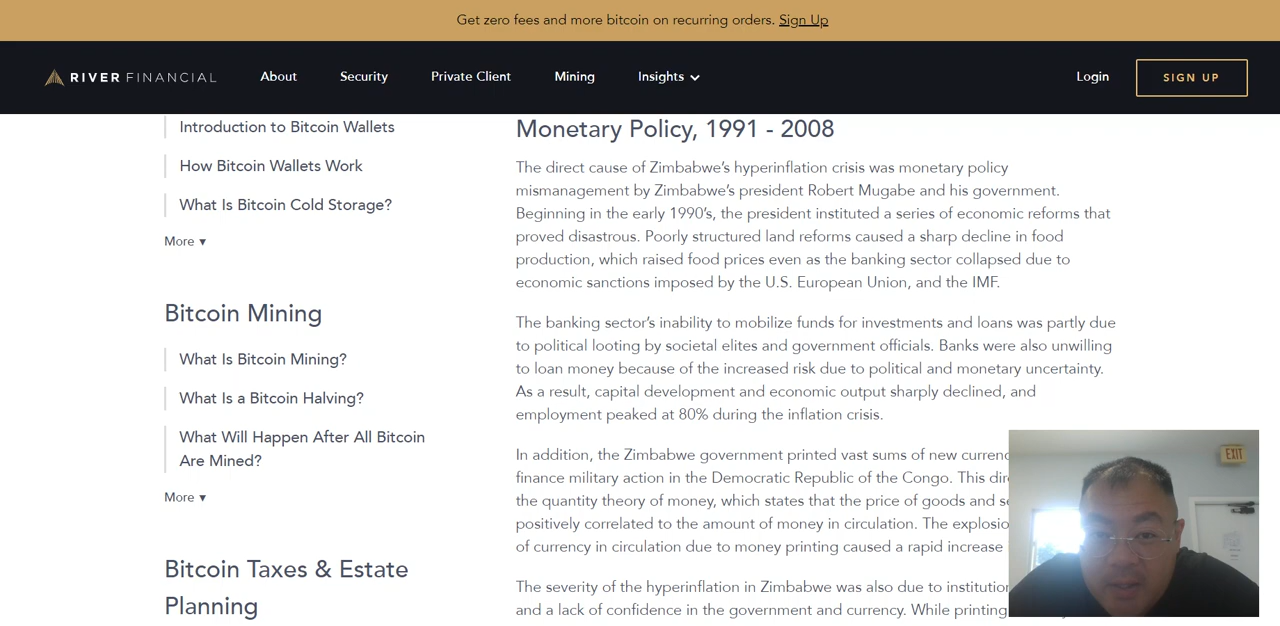 Get zero fees and more bitcoin on recurring orders. Sign Up
RIVER FINANCIAL
About
Security
Private Client
Mining
Insights
Login
SIGN UP
Introduction to Bitcoin Wallets
How Bitcoin Wallets Work
What Is Bitcoin Cold Storage?
More ▼
Bitcoin Mining
What Is Bitcoin Mining?
What Is a Bitcoin Halving?
What Will Happen After All Bitcoin
Are Mined?
More ▼
Bitcoin Taxes & Estate
Planning
Monetary Policy, 1991 - 2008
The direct cause of Zimbabwe's hyperinflation crisis was monetary policy
mismanagement by Zimbabwe's president Robert Mugabe and his government.
Beginning in the early 1990's, the president instituted a series of economic reforms that
proved disastrous. Poorly structured land reforms caused a sharp decline in food
production, which raised food prices even as the banking sector collapsed due to
economic sanctions imposed by the U.S. European Union, and the IMF.
The banking sector's inability to mobilize funds for investments and loans was partly due
to political looting by societal elites and government officials. Banks were also unwilling
to loan money because of the increased risk due to political and monetary uncertainty.
As a result, capital development and economic output sharply declined, and
employment peaked at 80% during the inflation crisis.
In addition, the Zimbabwe government printed vast sums of new
finance military action in the Democratic Republic of the Congo. This
the quantity theory of money, which states that the price of goods and
positively correlated to the amount of money in circulation. The
of currency in circulation due to money printing caused a rapid increase
The severity of the hyperinflation in Zimbabwe was also due to
and a lack of confidence in the government and currency. While printing
EXIT